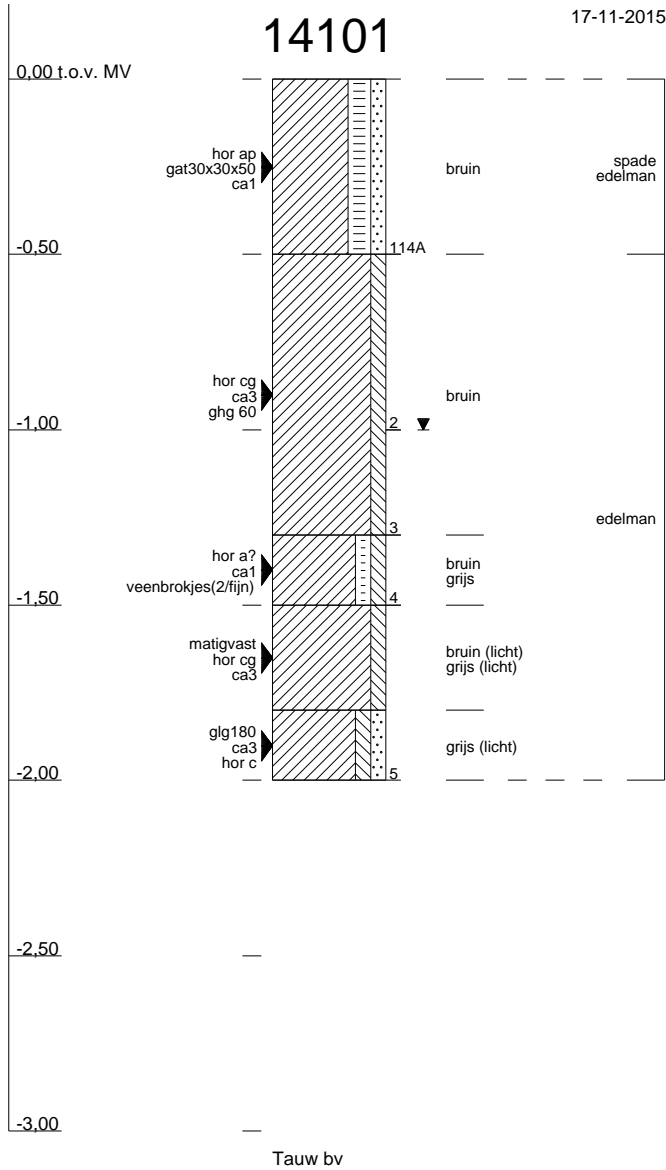 17-11-2015
14101
0,00 t.o.v. MV
hor ap
gat30x30x50
ca1
bruin
spade
edelman
-0,50
114A
hor cg
ca3
ghg 60
bruin
-1,00
2
edelman
3
hor a?
ca1
veenbrokjes(2/fijn)
bruin
grijs
-1,50
4
matigvast
hor cg
ca3
bruin (licht)
grijs (licht)
glg180
ca3
hor c
grijs (licht)
-2,00
5
-2,50
-3,00
Tauw bv